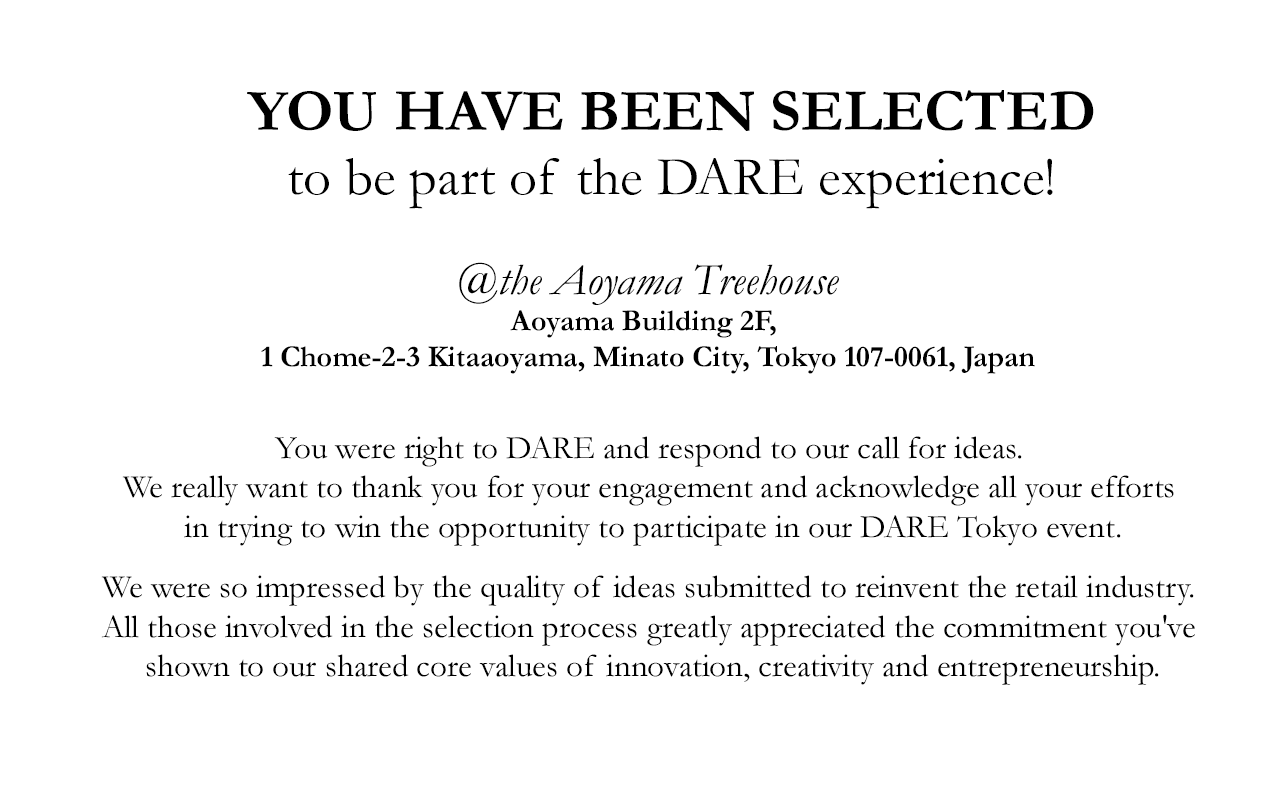 YOU HAVE BEEN SELECTED
to be part of the DARE experience!
@the Aoyama Treehouse
Aoyama Building 2F,
1 Chome-2-3 Kitaaoyama, Minato City, Tokyo 107-0061, Japan
You were right to DARE and respond to our call for ideas.
We really want to thank you for your engagement and acknowledge all your efforts
in trying to win the opportunity to participate in our DARE Tokyo event.
We were so impressed by the quality of ideas submitted to reinvent the retail industry.
All those involved in the selection process greatly appreciated the commitment you've
shown to our shared core values of innovation, creativity and entrepreneurship.